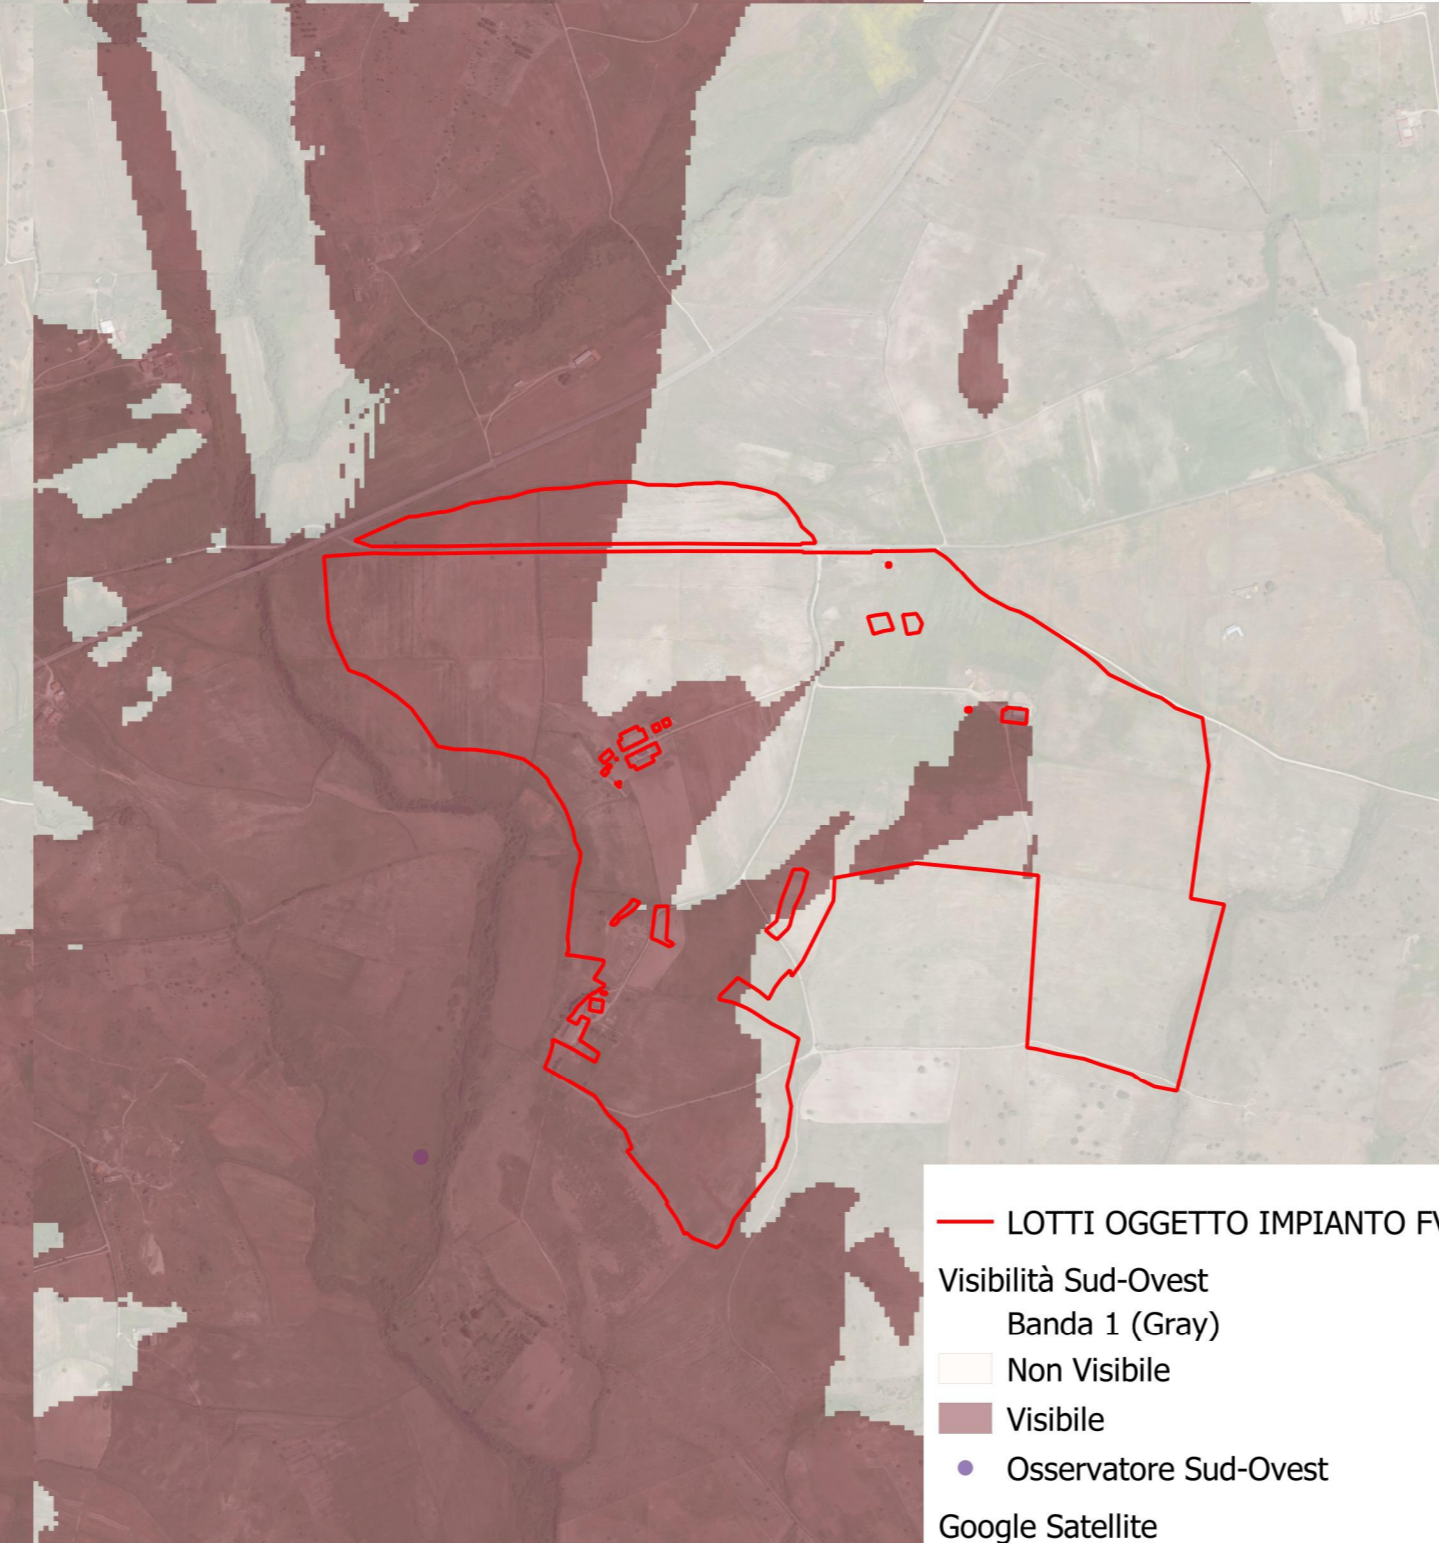 LOTTI OGGETTO IMPIANTO FV
Visibilità Sud-Ovest
Banda 1 (Gray)
Non Visibile
Visibile
Osservatore Sud-Ovest
Google Satellite